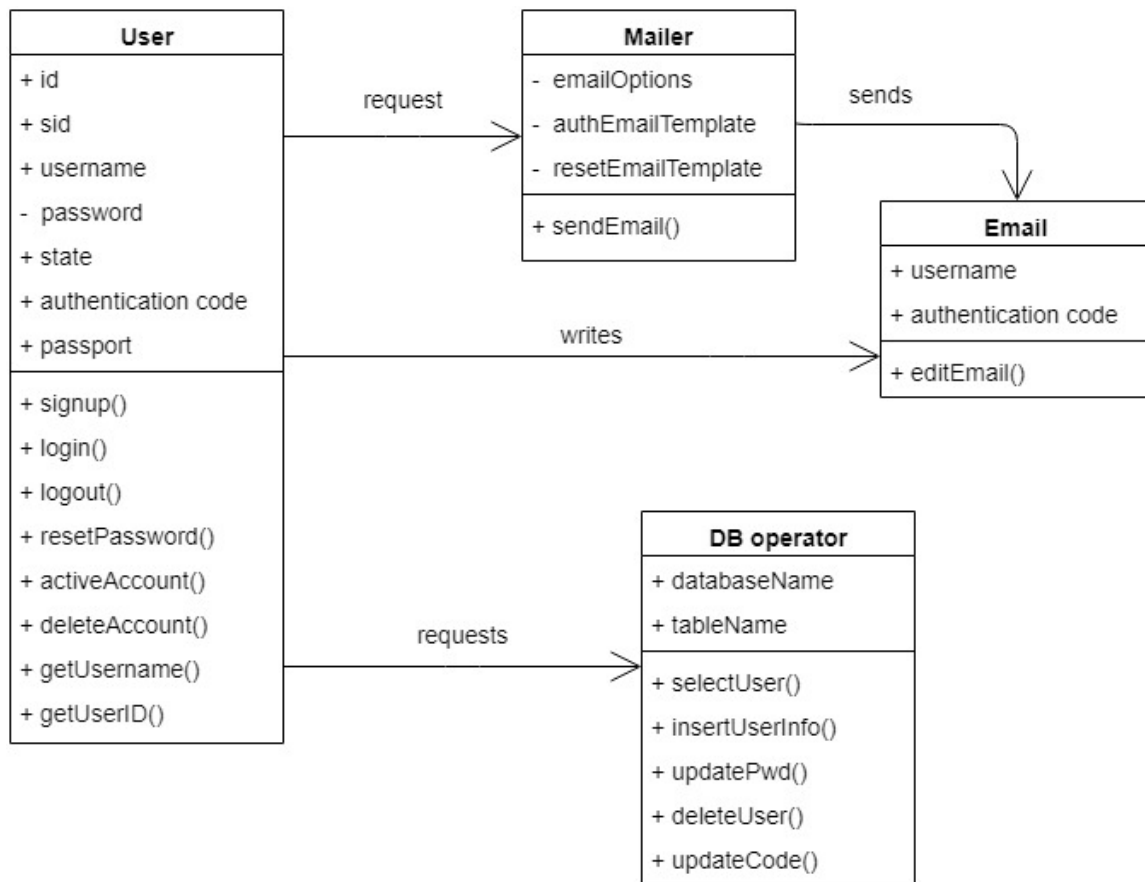 User
+ id
+ sid
+ username
- password
+ state
+ authentication code
+ passport
+ signup()
+ login()
+ logout()
+ resetPassword()
+ activeAccount()
+ deleteAccount()
+ getUsername()
+ getUserID()
request
Mailer
- emailOptions
- authEmailTemplate
- resetEmailTemplate
+ sendEmail()
sends
Email
+ username
+ authentication code
+ editEmail()
writes
requests
DB operator
+ databaseName
+ tableName
+ selectUser()
+ insertUserInfo()
+ updatePwd()
+ deleteUser()
+ updateCode()